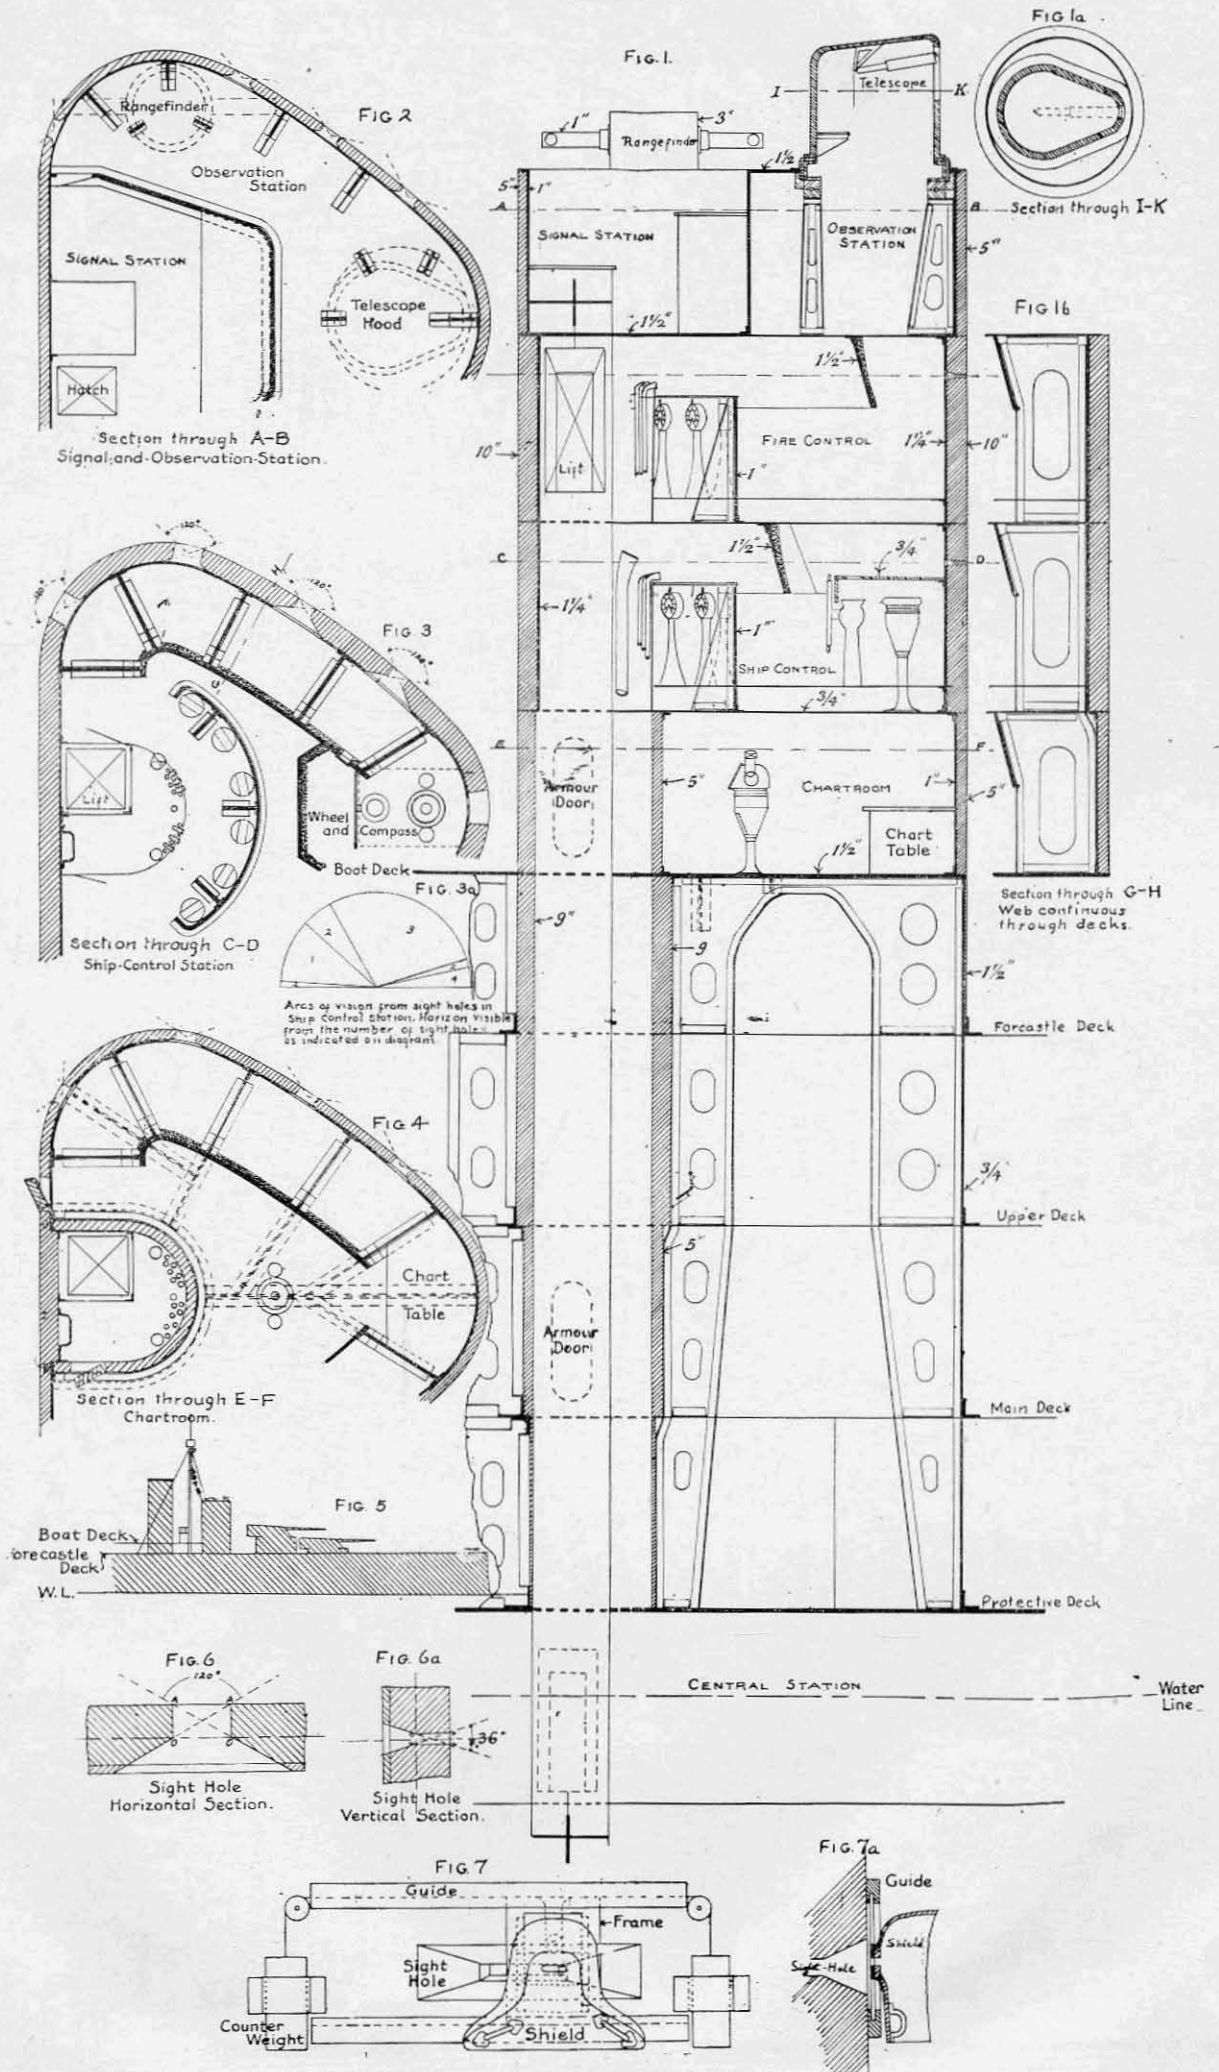 FIG 1a
FIG. 1.
Telescope
I
K
FIG 2
Rangefinder
1"
3"
Rangefinder
1½
Observation
Station
5"
1"
A
B
Section through I-K
SIGNAL STATION
OBSERVATION
STATION
5"
SIGNAL STATION
Telescope
Hood
1½"
FIG 1b
Hatch
1½"
Section through A-B
Signal-and-Observation-Station.
10"
Lift
FIRE CONTROL
1¼"
10"
1"
120°
C
1½"
3/4"
D
H
120°
1¼"
1"
FIG 3
120°
SHIP CONTROL
G
3/4"
E
F
Lift
Armour
Door
5"
CHARTROOM
1"
5"
Wheel
and
Compass
Chart
Table
1½"
Boat Deck
FIG. 3a
Section through G-H
Web continuous
through decks.
Section through C-D
Ship-Control Station
2
3
1
4
9"
9
1½"
Arcs of vision from sight holes in
Ship Control Station. Horizon visible
from the number of sight holes
as indicated on diagram.
Forcastle Deck
FIG 4
3/4"
Upper Deck
5"
Chart
Table
Armour
Door
Section through E-F
Chartroom.
Main Deck
FIG. 5
Boat Deck
Forecastle
Deck
W.L.
Protective Deck
FIG. 6
120°
FIG. 6a
36°
CENTRAL STATION
Water
Line
Sight Hole
Horizontal Section.
Sight Hole
Vertical Section.
FIG. 7
FIG. 7a
Guide
Guide
Frame
Sight
Hole
Shield
Sight-Hole
Counter
Weight
Shield